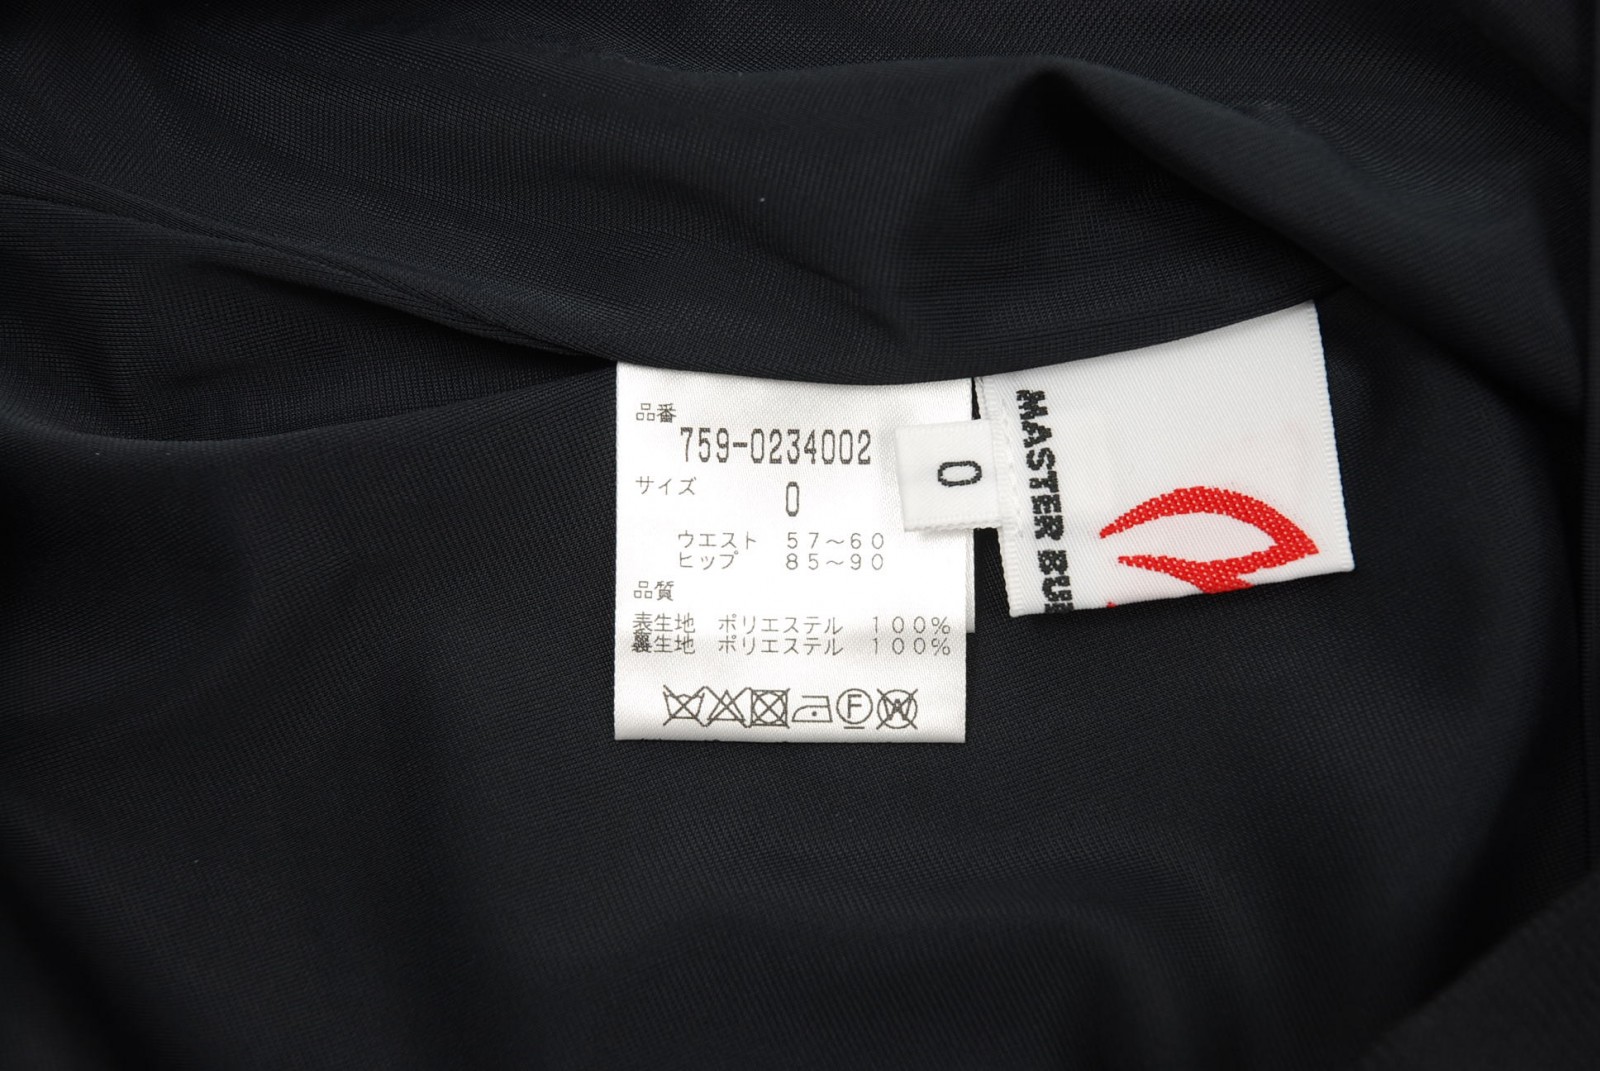 品番
759-0234002
サイズ
0
ウエスト 57～60
ヒップ 85～90
品質
表生地 ポリエステル 100%
裏生地 ポリエステル 100%
F
W
0
MASTER BU